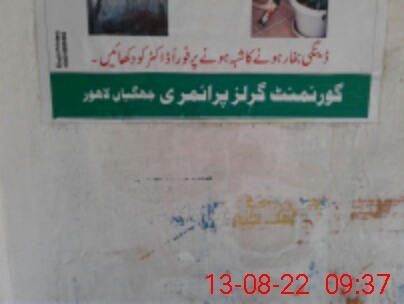 ڈینگی بخار ہونے کا شبہ ہونے پر فوراً ڈاکٹر کو دکھائیں۔
گورنمنٹ گرلز پرائمری جھگیاں لاہور
13-08-22 09:37